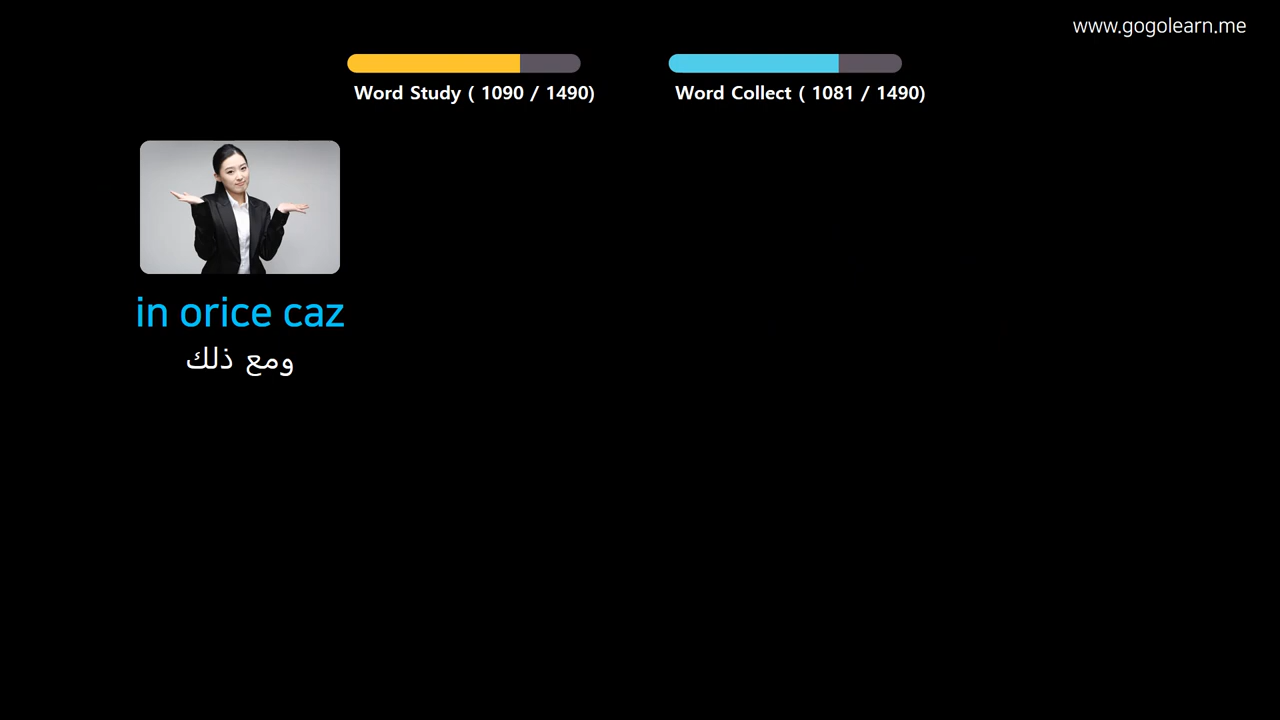 www.gogolearn.me
Word Study ( 1090 / 1490)
Word Collect ( 1081 / 1490)
in orice caz
ومع ذلك